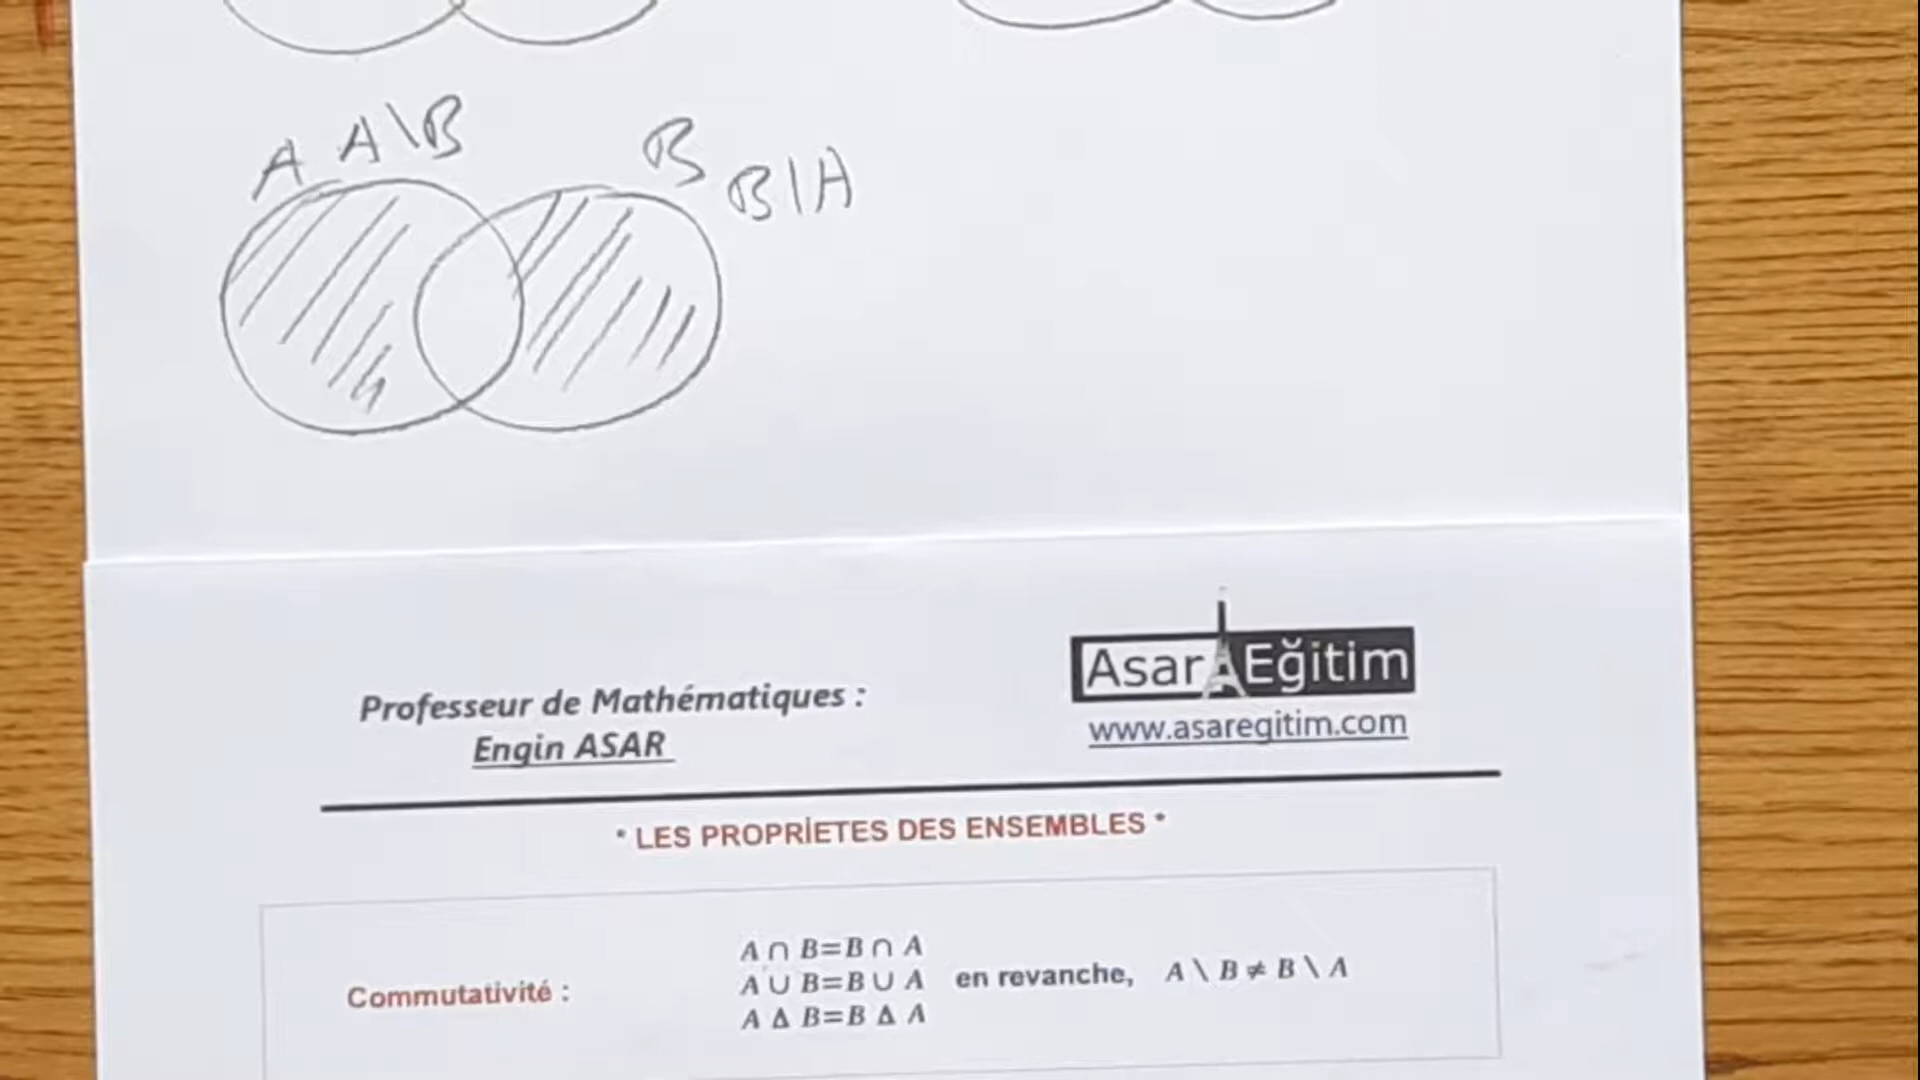 A A\B B
B\A
Professeur de Mathématiques :
Engin ASAR
Asar Eğitim
www.asaregitim.com
* LES PROPRİETES DES ENSEMBLES *
Commutativité :
A ∩ B=B ∩ A
A ∪ B=B ∪ A en revanche, A \ B ≠ B \ A
A Δ B=B Δ A